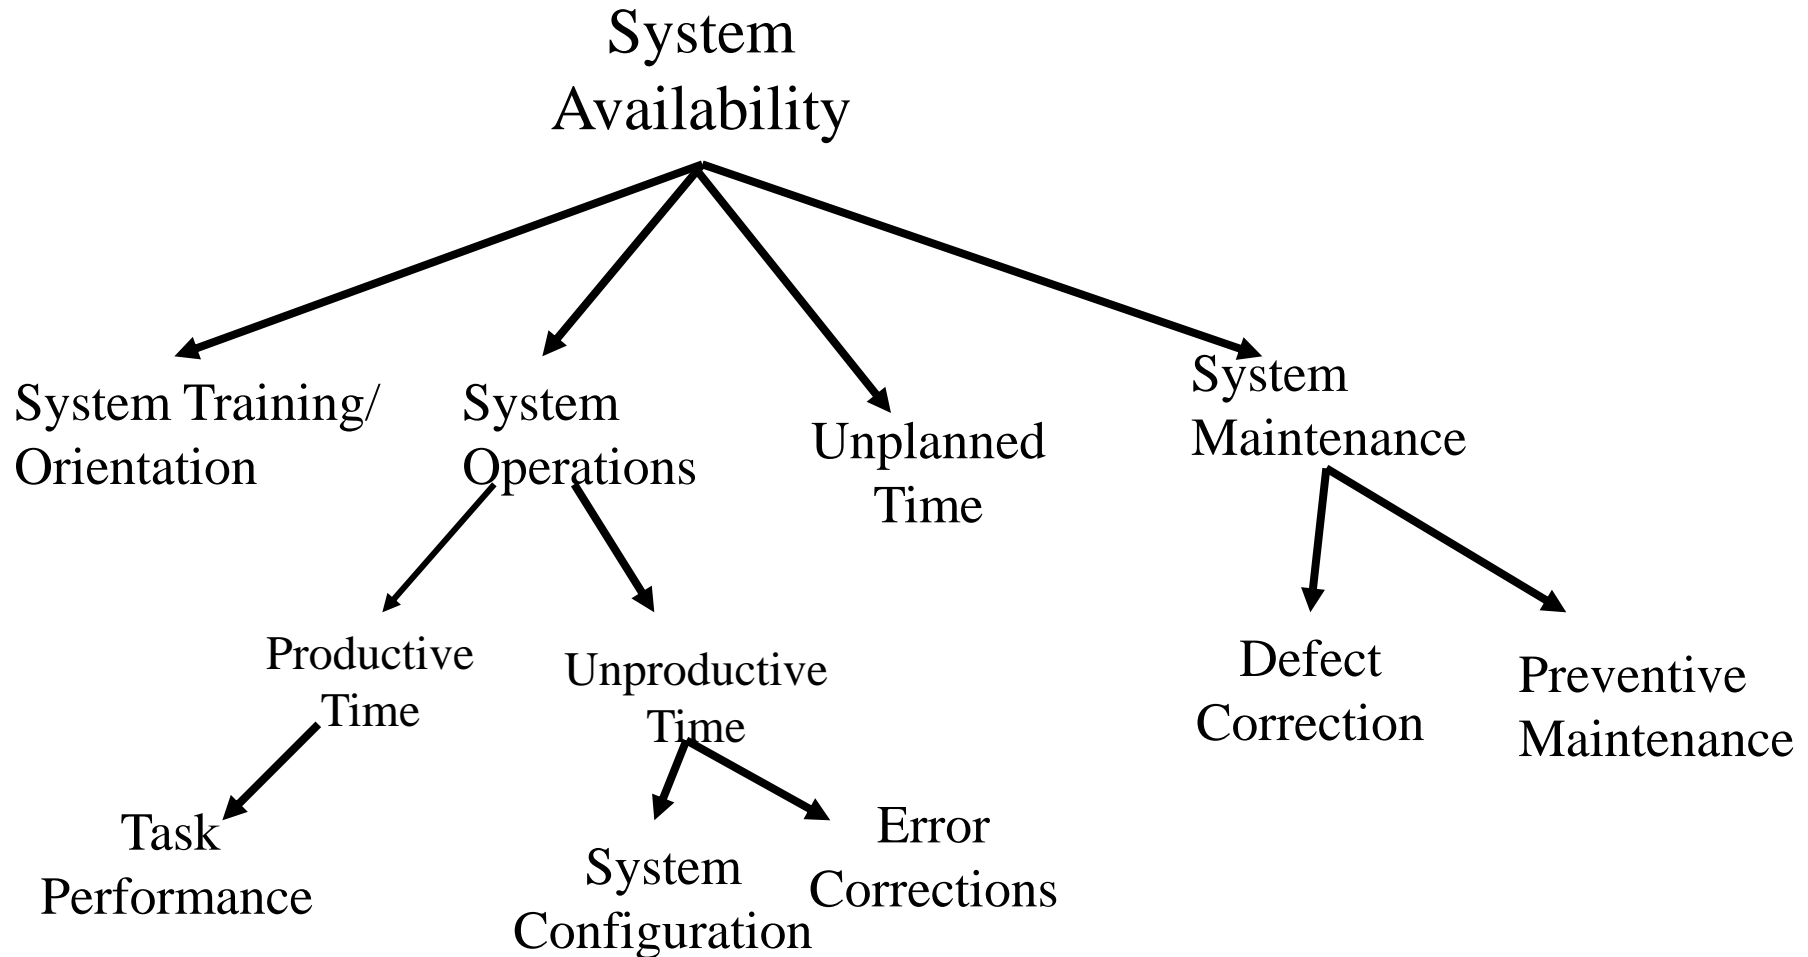 System
Availability
System Training/
Orientation
System
Operations
Unplanned
Time
System
Maintenance
Productive
Time
Unproductive
Time
Defect
Correction
Preventive
Maintenance
Task
Performance
System
Configuration
Error
Corrections